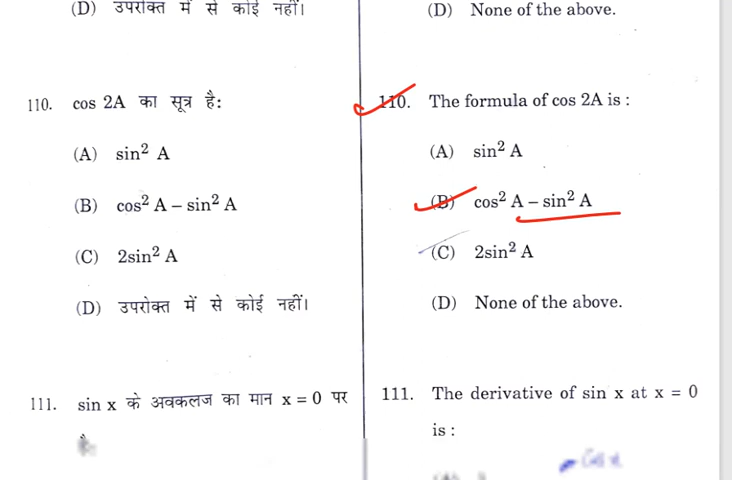 (D) उपरोक्त में से कोई नहीं।
110. cos 2A का सूत्र है:
(A) sin² A
(B) cos² A – sin² A
(C) 2sin² A
(D) उपरोक्त में से कोई नहीं।
111. sin x के अवकलज का मान x = 0 पर
(D) None of the above.
110. The formula of cos 2A is :
(A) sin² A
(B) cos² A – sin² A
(C) 2sin² A
(D) None of the above.
111. The derivative of sin x at x = 0
is :